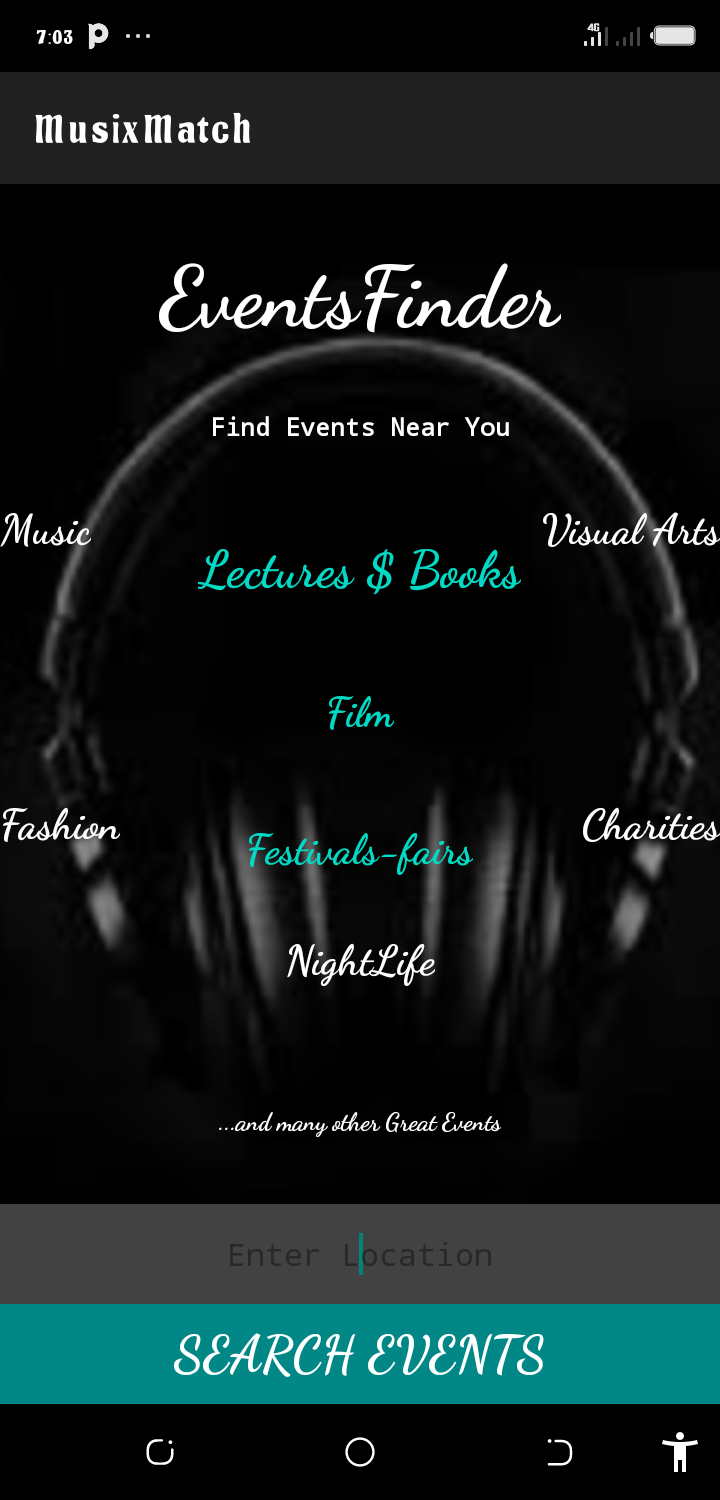 7:03
4G
MusixMatch
EventsFinder
Find Events Near You
Music
Visual Arts
Lectures $ Books
Film
Fashion
Charities
Festivals-fairs
NightLife
...and many other Great Events
Enter Location
SEARCH EVENTS